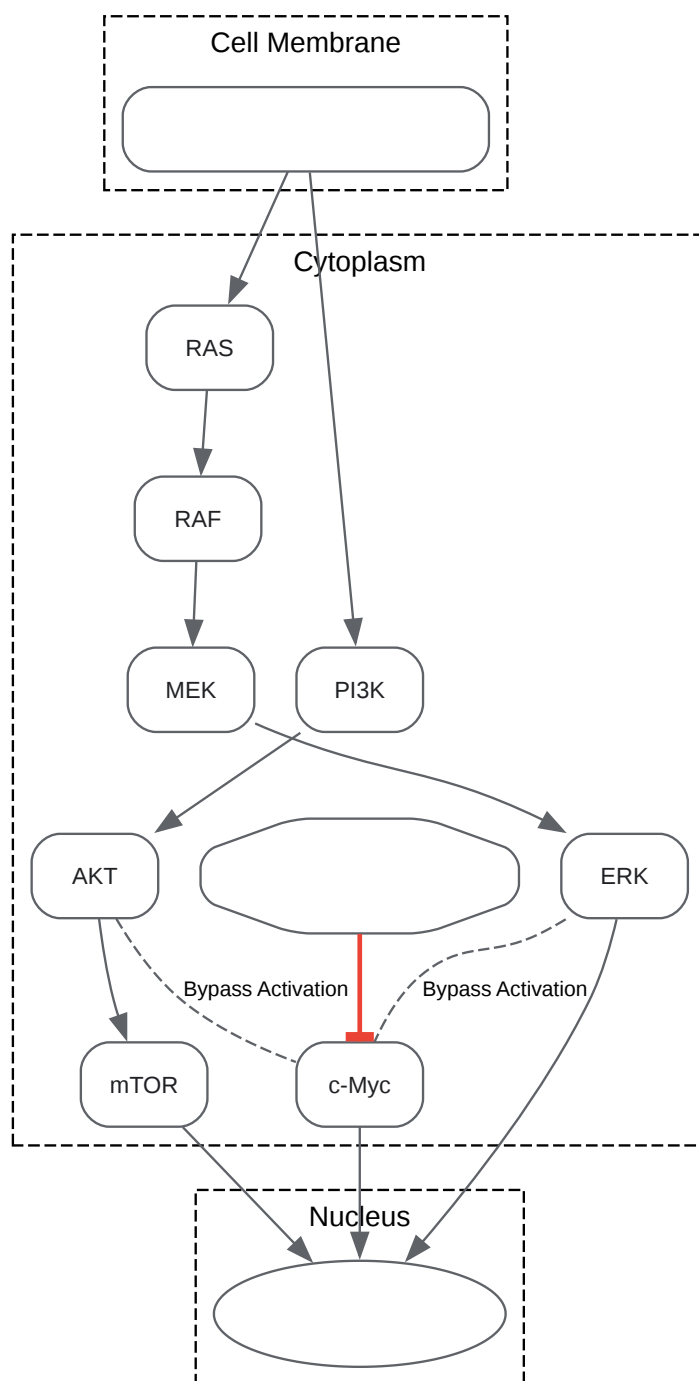 Cell Membrane
Cytoplasm
RAS
RAF
MEK
PI3K
AKT
ERK
Bypass Activation
Bypass Activation
mTOR
c-Myc
Nucleus